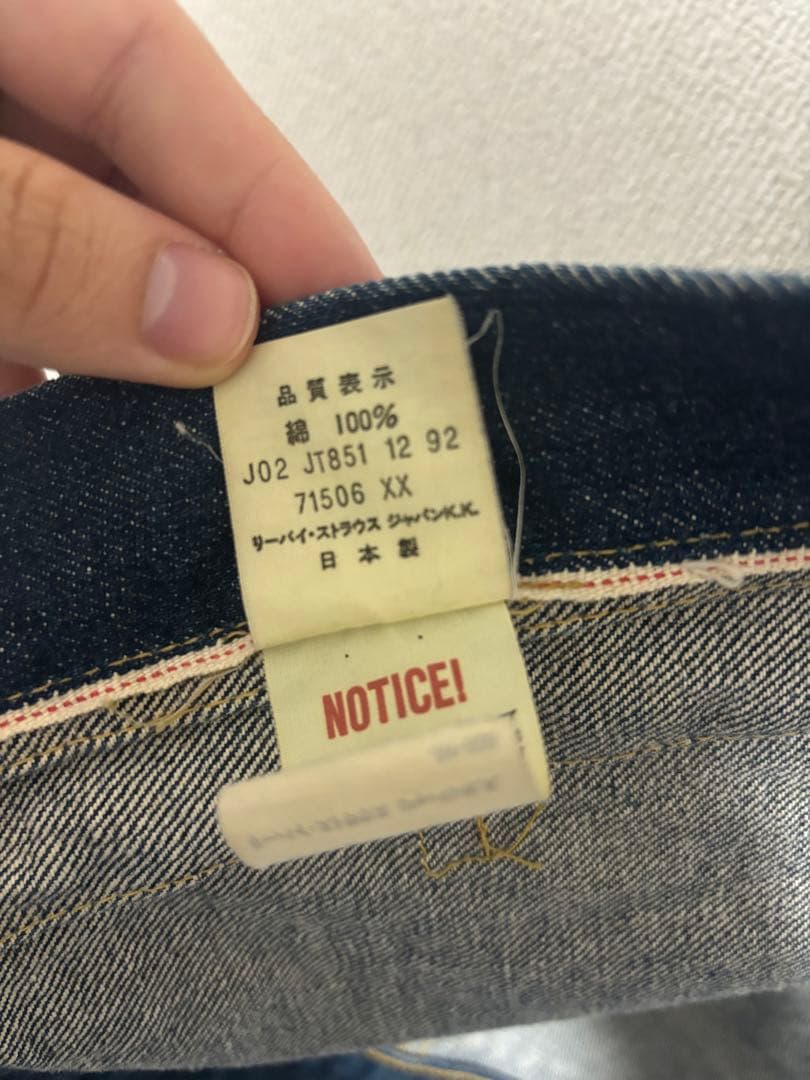 品質表示
綿 100%
J02 JT851 12 92
71506 XX
リーバイ・ストラウス ジャパンK.K.
日本製
NOTICE!